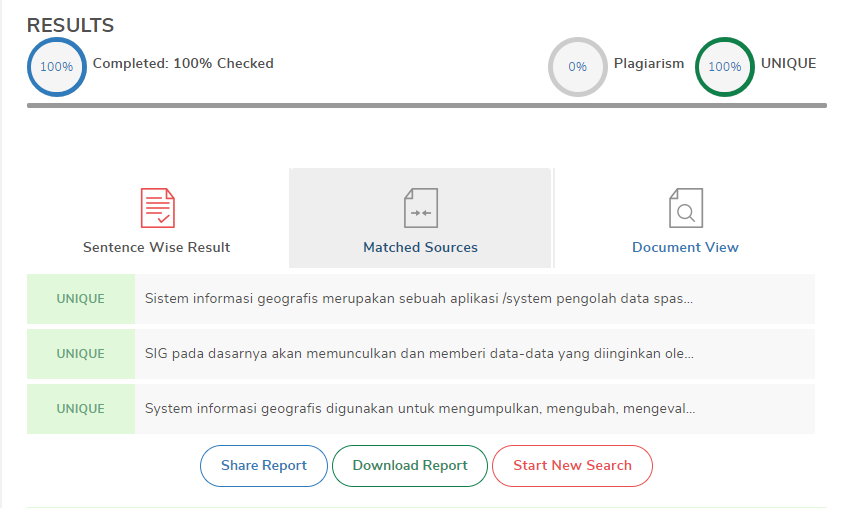 RESULTS
100% Completed: 100% Checked 0% Plagiarism 100% UNIQUE
Sentence Wise Result Matched Sources Document View
UNIQUE Sistem informasi geografis merupakan sebuah aplikasi /system pengolah data spas...
UNIQUE SIG pada dasarnya akan memunculkan dan memberi data-data yang diinginkan ole...
UNIQUE System informasi geografis digunakan untuk mengumpulkan, mengubah, mengeval...
Share Report Download Report Start New Search